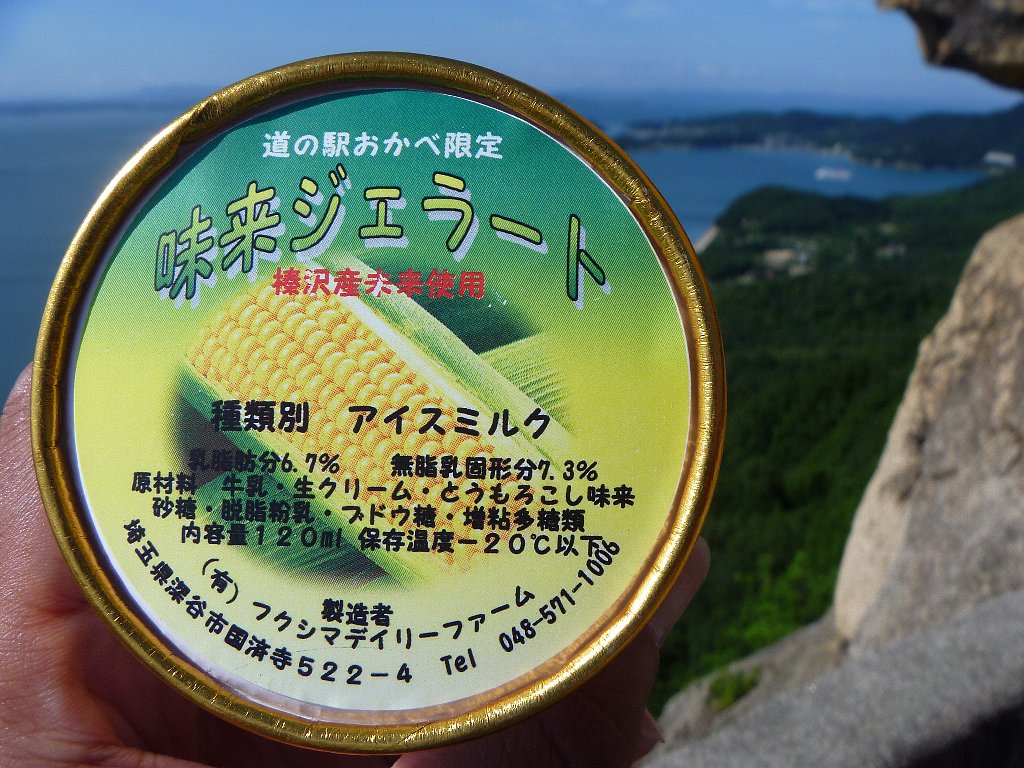 道の駅おかべ限定
味来ジェラート
榛沢産味来使用
種類別　アイスミルク
乳脂肪分6.7%　無脂乳固形分7.3%
原材料　牛乳・生クリーム・とうもろこし味来
砂糖・脱脂粉乳・ブドウ糖・増粘多糖類
内容量120ml 保存温度－20℃以下
製造者
(有)フクシマデイリーファーム
埼玉県深谷市国済寺522－4　Tel　048-571-1006